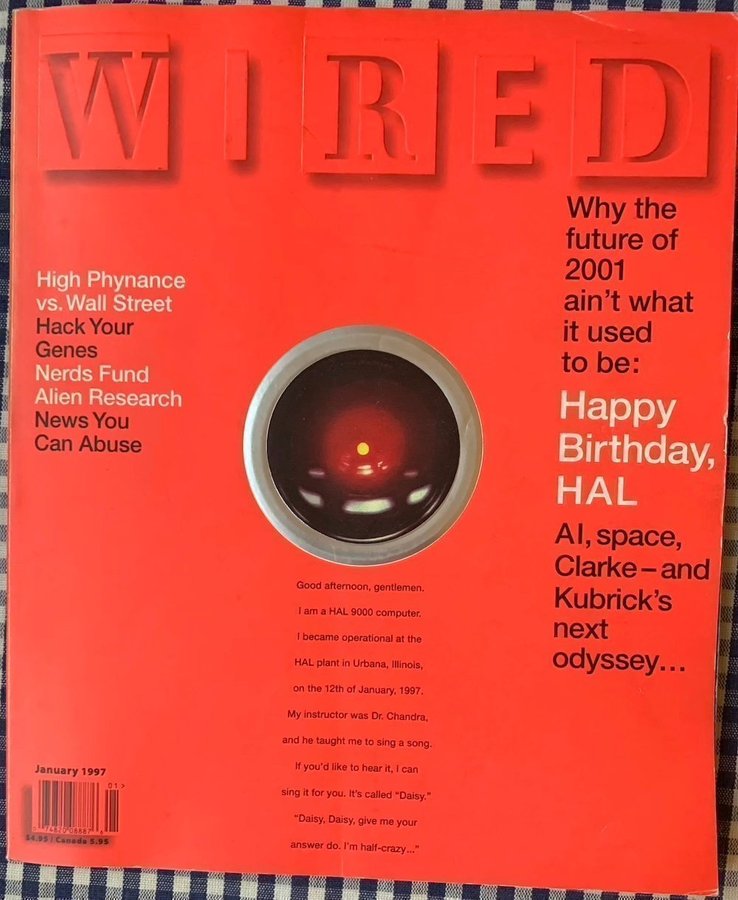 WIRED
Why the
future of
2001
ain't what
it used
to be:
Happy
Birthday,
HAL
AI, space,
Clarke–and
Kubrick's
next
odyssey...
High Phynance
vs. Wall Street
Hack Your
Genes
Nerds Fund
Alien Research
News You
Can Abuse
Good afternoon, gentlemen.
I am a HAL 9000 computer.
I became operational at the
HAL plant in Urbana, Illinois,
on the 12th of January, 1997.
My instructor was Dr. Chandra,
and he taught me to sing a song.
If you'd like to hear it, I can
sing it for you. It's called "Daisy."
"Daisy, Daisy, give me your
answer do. I'm half-crazy..."
January 1997
01>
$4.95 | Canada 5.95